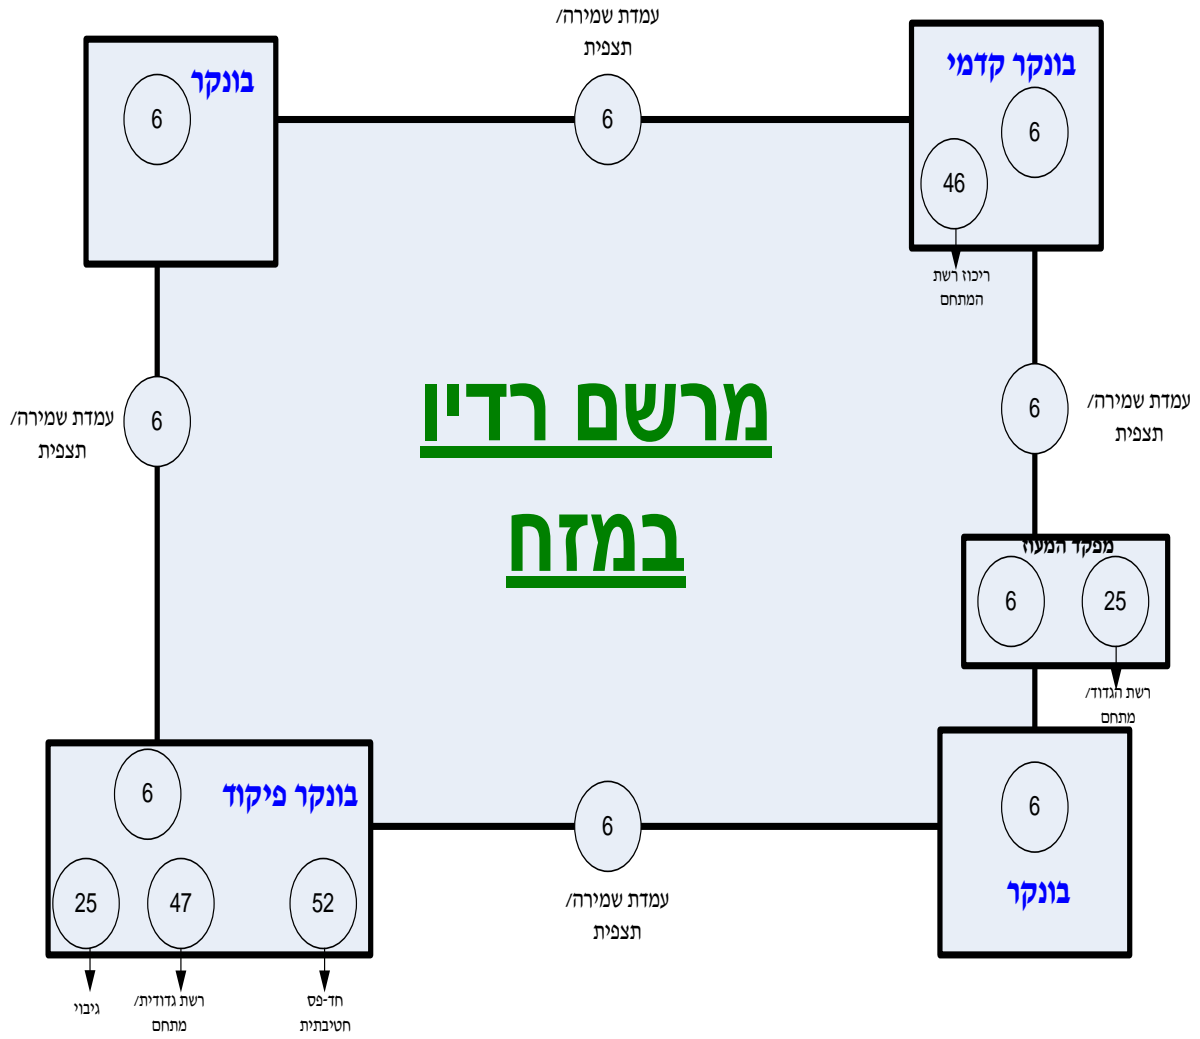 עמדת שמירה/
תצפית
בונקר קדמי
בונקר
6
6
6
46
ריכוז רשת
המתחם
מרשם רדיו
במזח
עמדת שמירה/
תצפית
6
6
עמדת שמירה/
תצפית
מפקד המעוז
25
6
רשת הגדוד/
מתחם
6
בונקר
בונקר פיקוד
6
52
47
25
חד-פס
חטיבתית
רשת גדודית/
מתחם
גיבוי
6
עמדת שמירה/
תצפית